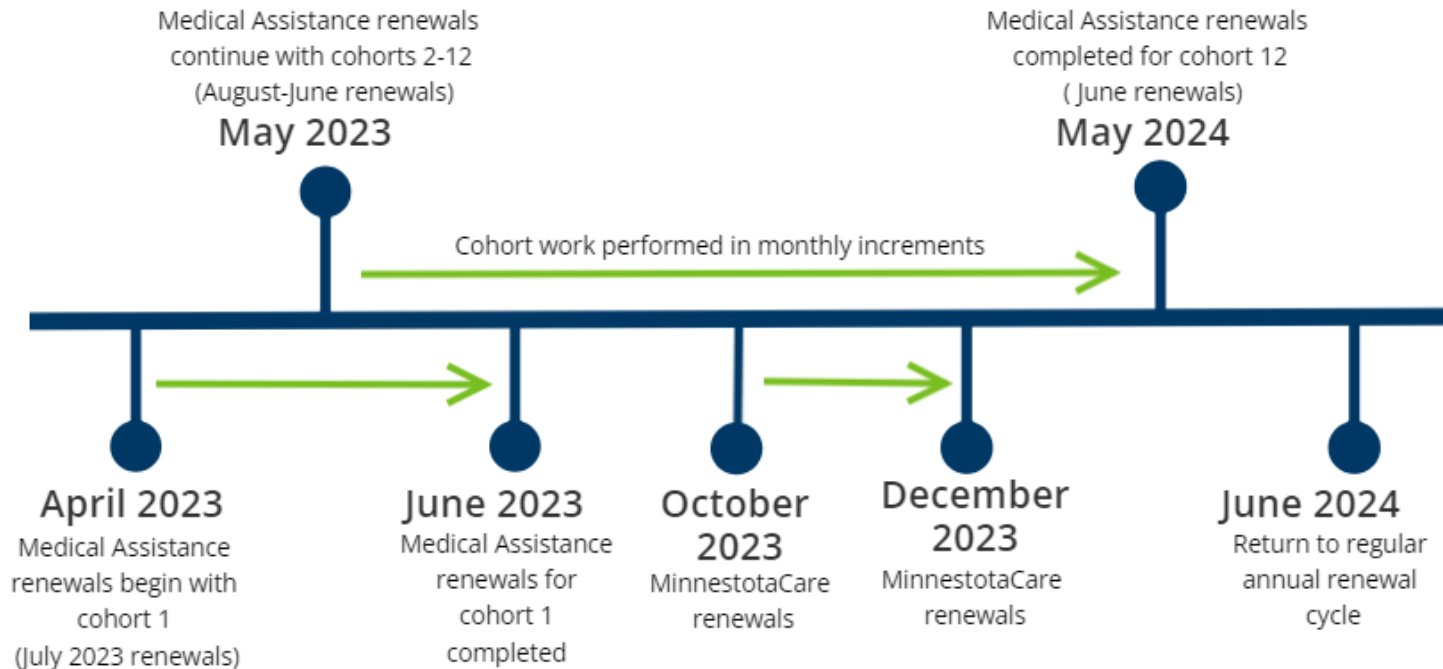 Medical Assistance renewals
continue with cohorts 2-12
(August-June renewals)
May 2023
Medical Assistance renewals
completed for cohort 12
( June renewals)
May 2024
Cohort work performed in monthly increments
April 2023
Medical Assistance
renewals begin with
cohort 1
(July 2023 renewals)
June 2023
Medical Assistance
renewals for
cohort 1
completed
October
2023
MinnestotaCare
renewals
December
2023
MinnestotaCare
renewals
June 2024
Return to regular
annual renewal
cycle